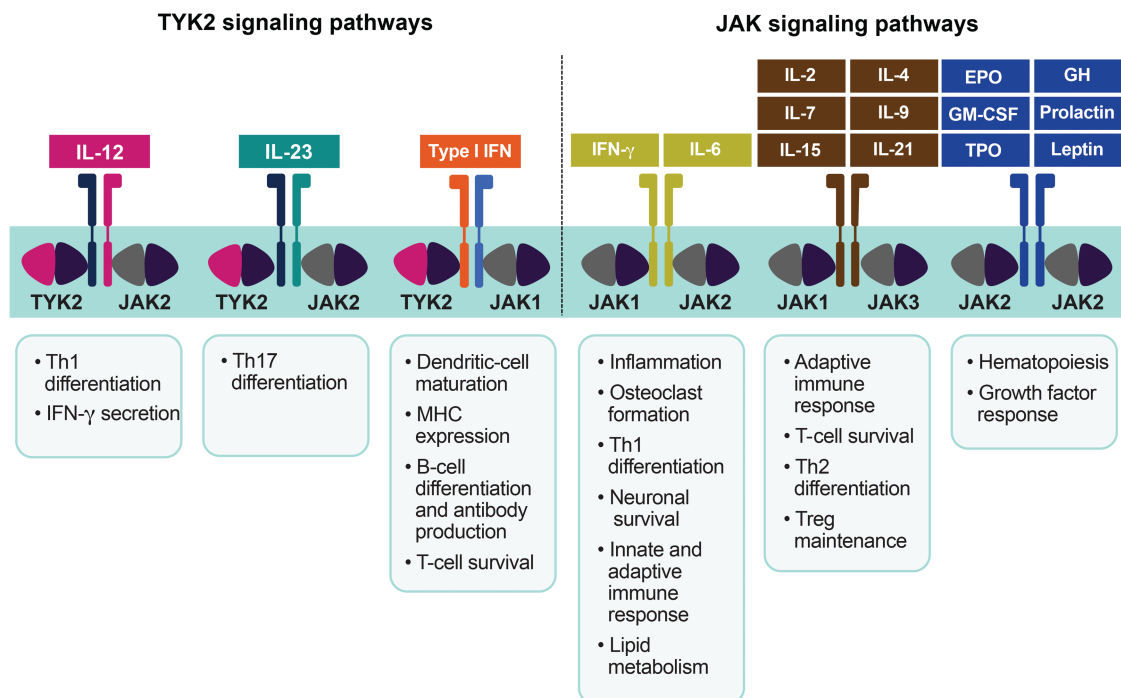 TYK2 signaling pathways
JAK signaling pathways
IL-12
IL-23
Type I IFN
IFN-γ
IL-6
IL-2
IL-4
IL-7
IL-9
IL-15
IL-21
EPO
GH
GM-CSF
Prolactin
TPO
Leptin
TYK2
JAK2
TYK2
JAK2
TYK2
JAK1
JAK1
JAK2
JAK1
JAK3
JAK2
JAK2
• Th1
differentiation
• IFN-γ secretion
• Th17
differentiation
• Dendritic-cell
maturation
• MHC
expression
• B-cell
differentiation
and antibody
production
• T-cell survival
• Inflammation
• Osteoclast
formation
• Th1
differentiation
• Neuronal
survival
• Innate and
adaptive
immune
response
• Lipid
metabolism
• Adaptive
immune
response
• T-cell survival
• Th2
differentiation
• Treg
maintenance
• Hematopoiesis
• Growth factor
response